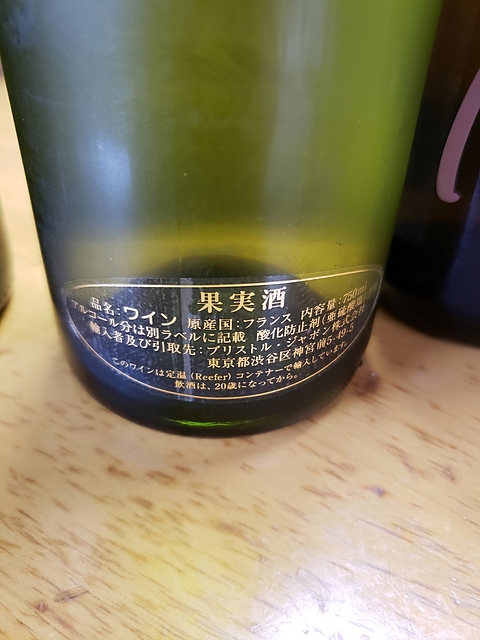 果実酒
品名:ワイン 原産国:フランス 内容量:750ml
アルコール分は別ラベルに記載 酸化防止剤(亜硫酸塩)
輸入者及び引取先:ブリストル・ジャポン株式会社
東京都渋谷区神宮前5-49-5
このワインは定温(Reefer)コンテナーで輸入しています。
飲酒は、20歳になってから。